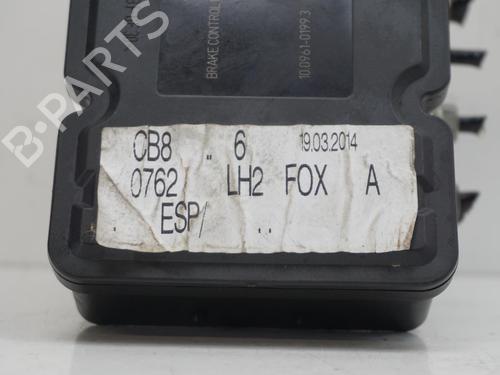 BRAKE CONTROL
10.0961-0199.3
CB8 .. 6 19.03.2014
0762 LH2 FOX A
. ESP/ ..
B-PARTS